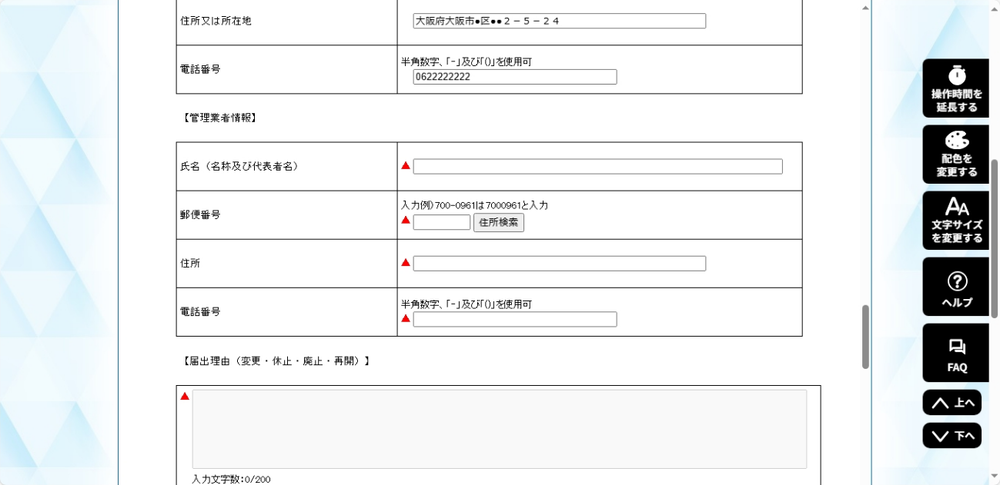 住所又は所在地
大阪府大阪市●区●●２－５－２４
電話番号
半角数字、「-」及び「()」を使用可
0622222222
【管理業者情報】
氏名（名称及び代表者名）
郵便番号
入力例)700-0961は7000961と入力
住所検索
住所
電話番号
半角数字、「-」及び「()」を使用可
【届出理由（変更・休止・廃止・再開）】
入力文字数:0/200
操作時間を
延長する
配色を
変更する
AA
文字サイズ
を変更する
?
ヘルプ
FAQ
上へ
下へ